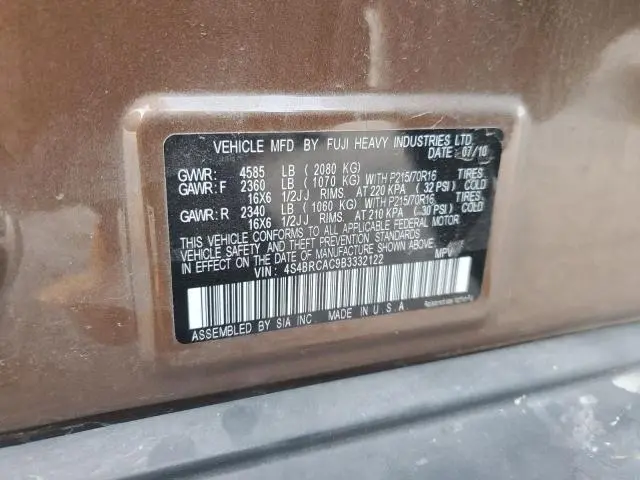 VEHICLE MFD BY FUJI HEAVY INDUSTRIES LTD.
DATE: 07/10
GVWR: 4585 LB ( 2080 KG)
GAWR: F 2360 LB ( 1070 KG) WITH P215/70R16 TIRES
16X6 1/2JJ RIMS. AT 220 KPA ( 32 PSI) COLD
GAWR: R 2340 LB ( 1060 KG) WITH P215/70R16 TIRES
16X6 1/2JJ RIMS. AT 210 KPA ( 30 PSI) COLD
THIS VEHICLE CONFORMS TO ALL APPLICABLE FEDERAL MOTOR
VEHICLE SAFETY AND THEFT PREVENTION STANDARDS
IN EFFECT ON THE DATE OF MANUFACTURE SHOWN ABOVE.
VIN: 4S4BRCAC9B3332122 MPV
ASSEMBLED BY SIA INC. MADE IN U.S.A.